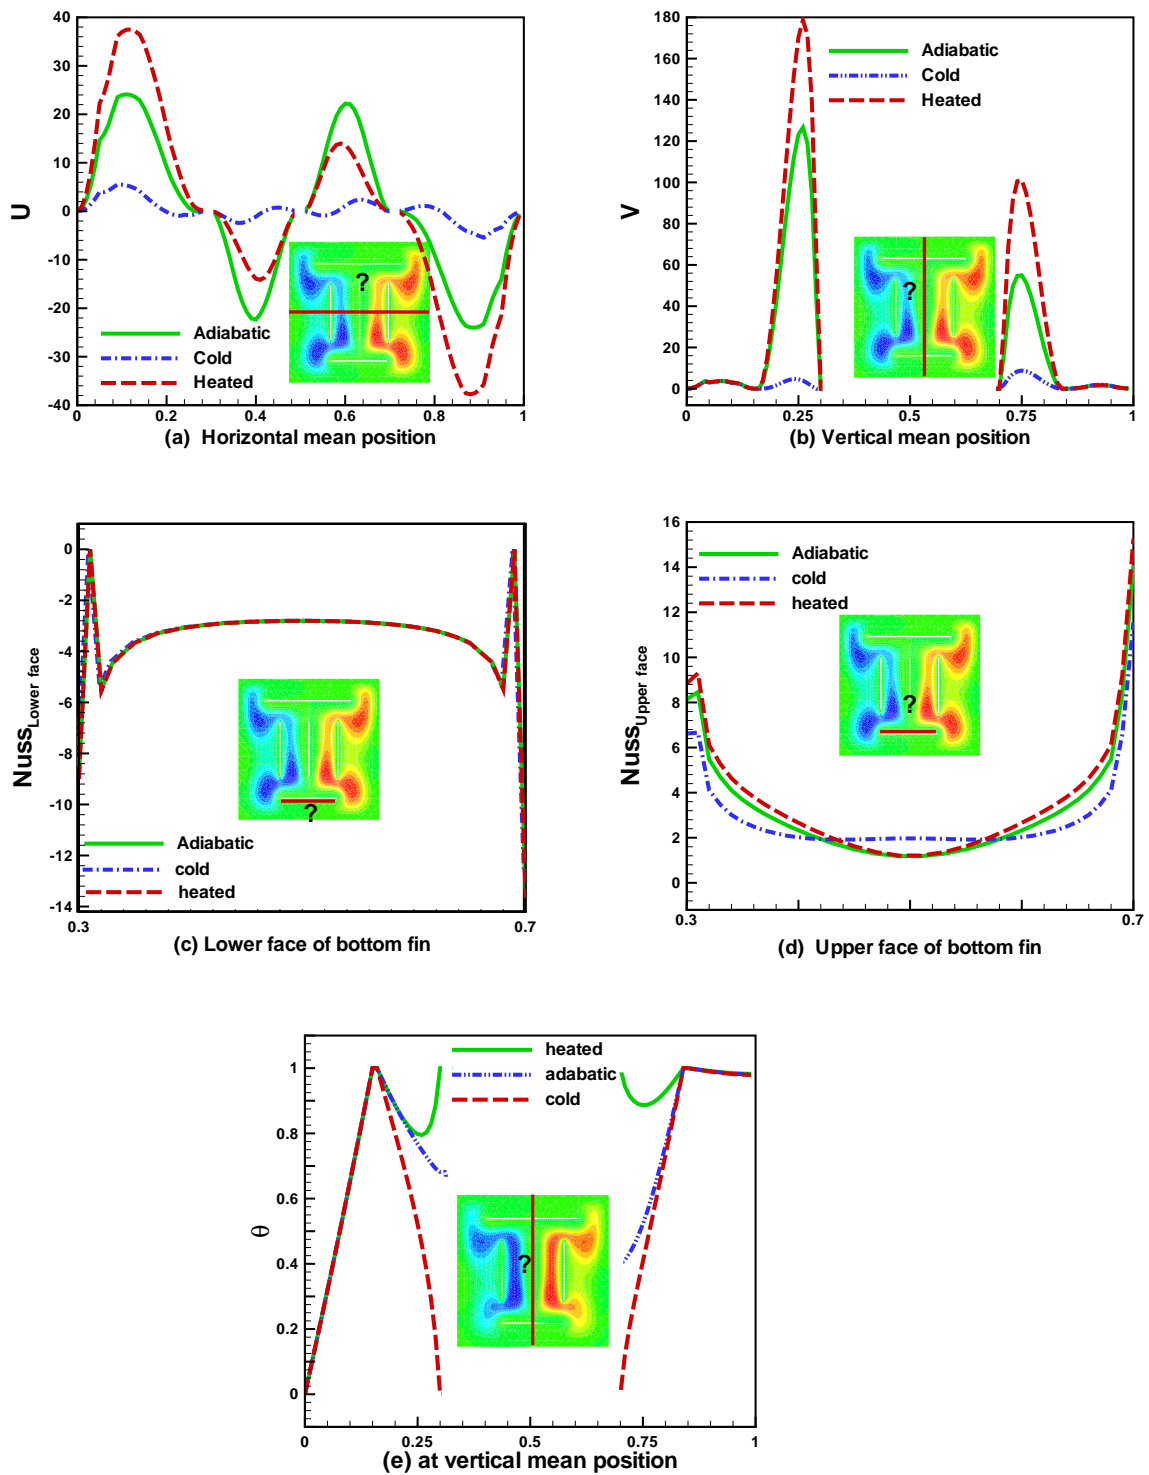 40
30
20
10
0
-10
-20
-30
-40
U
?
Adiabatic
Cold
Heated
0 0.2 0.4 0.6 0.8 1
(a) Horizontal mean position
180
160
140
120
100
80
60
40
20
0
V
Adiabatic
Cold
Heated
?
0 0.25 0.5 0.75 1
(b) Vertical mean position
0
-2
-4
-6
-8
-10
-12
-14
Nuss Lower face
?
Adiabatic
cold
heated
0.3 0.7
(c) Lower face of bottom fin
16
14
12
10
8
6
4
2
0
Nuss Upper face
Adiabatic
cold
heated
?
0.3 0.7
(d) Upper face of bottom fin
1
0.8
0.6
0.4
0.2
0
θ
heated
adabatic
cold
?
0 0.25 0.5 0.75 1
(e) at vertical mean position